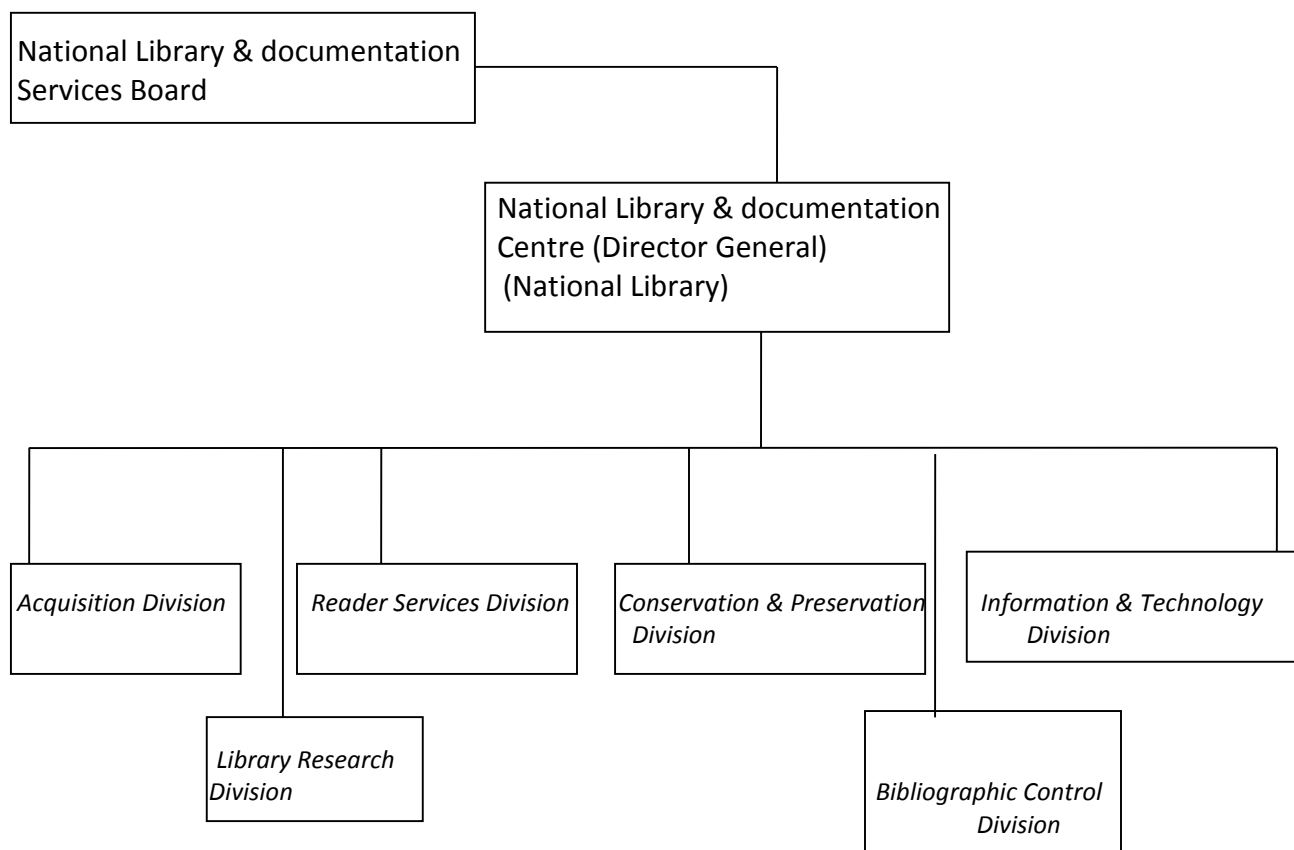 National Library & documentation
Services Board
National Library & documentation
Centre (Director General)
(National Library)
Acquisition Division
Reader Services Division
Conservation & Preservation
Division
Information & Technology
Division
Library Research
Division
Bibliographic Control
Division